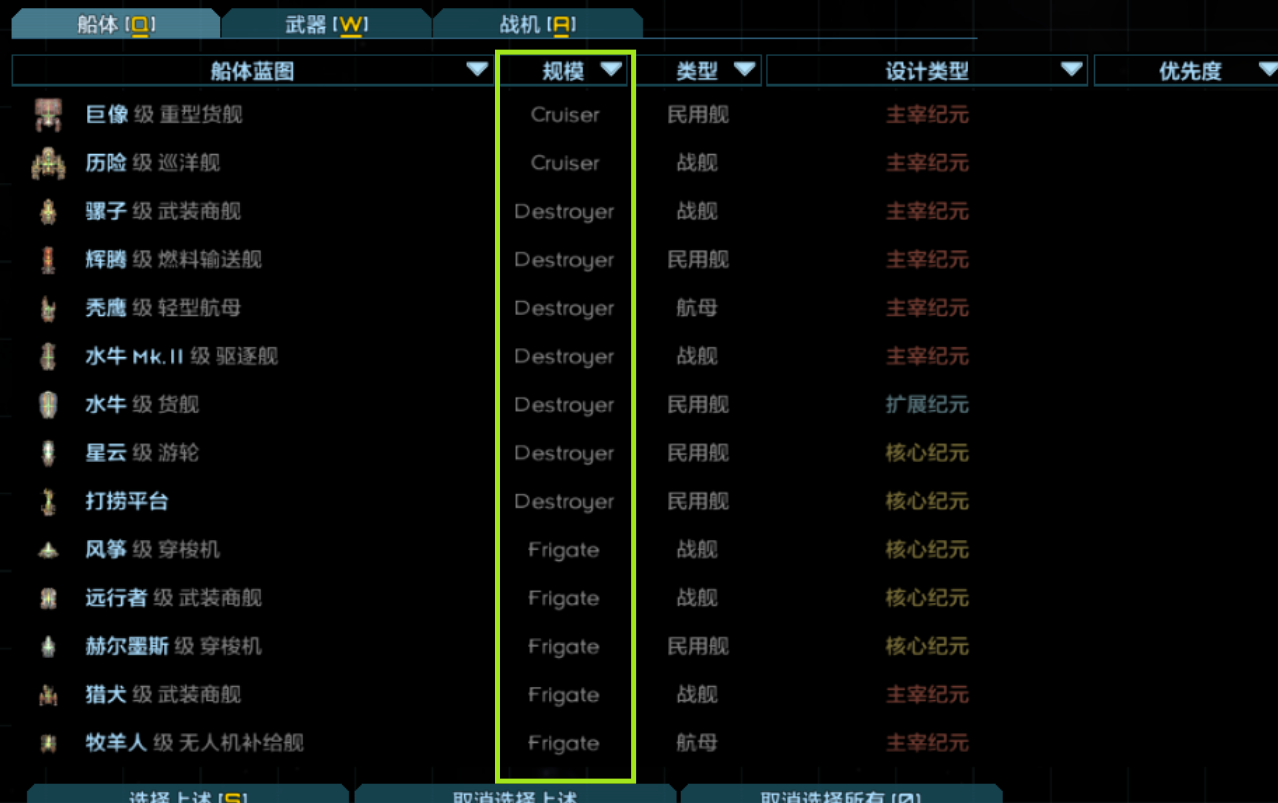 船体 [Q] 武器 [W] 战机 [A]
船体蓝图 规模 类型 设计类型 优先度
巨像 级 重型货舰 Cruiser 民用舰 主宰纪元
历险 级 巡洋舰 Cruiser 战舰 主宰纪元
骡子 级 武装商舰 Destroyer 战舰 主宰纪元
辉腾 级 燃料输送舰 Destroyer 民用舰 主宰纪元
秃鹰 级 轻型航母 Destroyer 航母 主宰纪元
水牛 Mk.II 级 驱逐舰 Destroyer 战舰 主宰纪元
水牛 级 货舰 Destroyer 民用舰 扩展纪元
星云 级 游轮 Destroyer 民用舰 核心纪元
打捞平台 Destroyer 民用舰 核心纪元
风筝 级 穿梭机 Frigate 战舰 核心纪元
远行者 级 武装商舰 Frigate 战舰 核心纪元
赫尔墨斯 级 穿梭机 Frigate 民用舰 核心纪元
猎犬 级 武装商舰 Frigate 战舰 主宰纪元
牧羊人 级 无人机补给舰 Frigate 航母 主宰纪元
选择上述 [S] 取消选择上述 取消选择所有 [Ø]